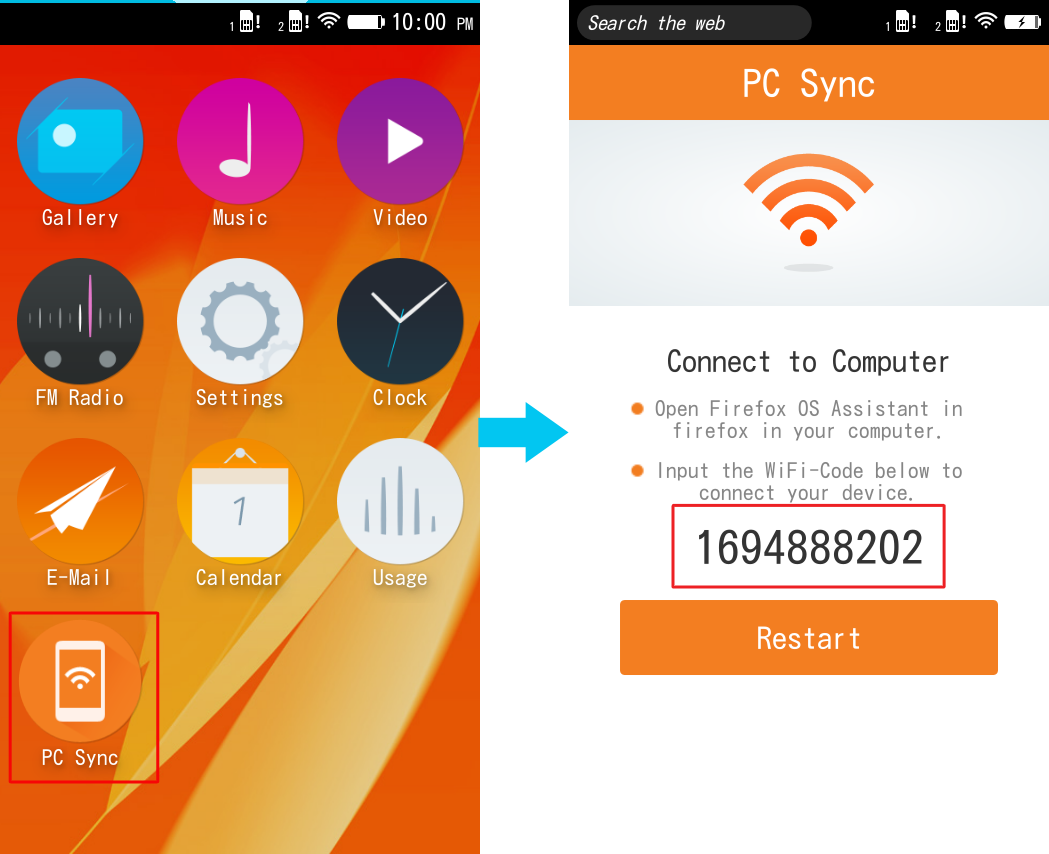 1 ! 2 ! 10:00 PM
Gallery Music Video
FM Radio Settings Clock
1
E-Mail Calendar Usage
PC Sync
Search the web 1 ! 2 !
PC Sync
Connect to Computer
Open Firefox OS Assistant in
firefox in your computer.
Input the WiFi-Code below to
connect your device.
1694888202
Restart